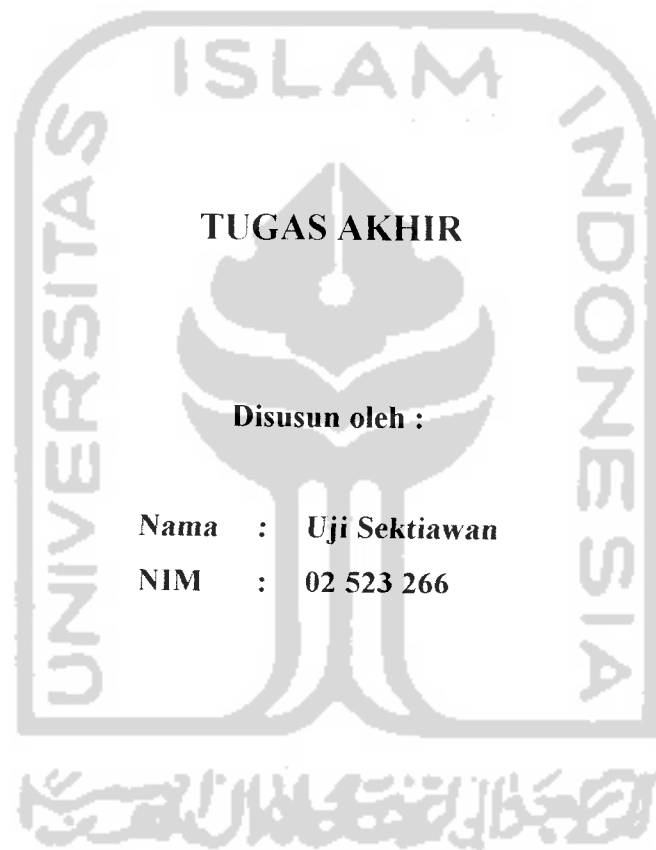 ISLAM
UNIVERSITAS
INDONESIA
TUGAS AKHIR
Disusun oleh :
Nama : Uji Sektiawan
NIM : 02 523 266